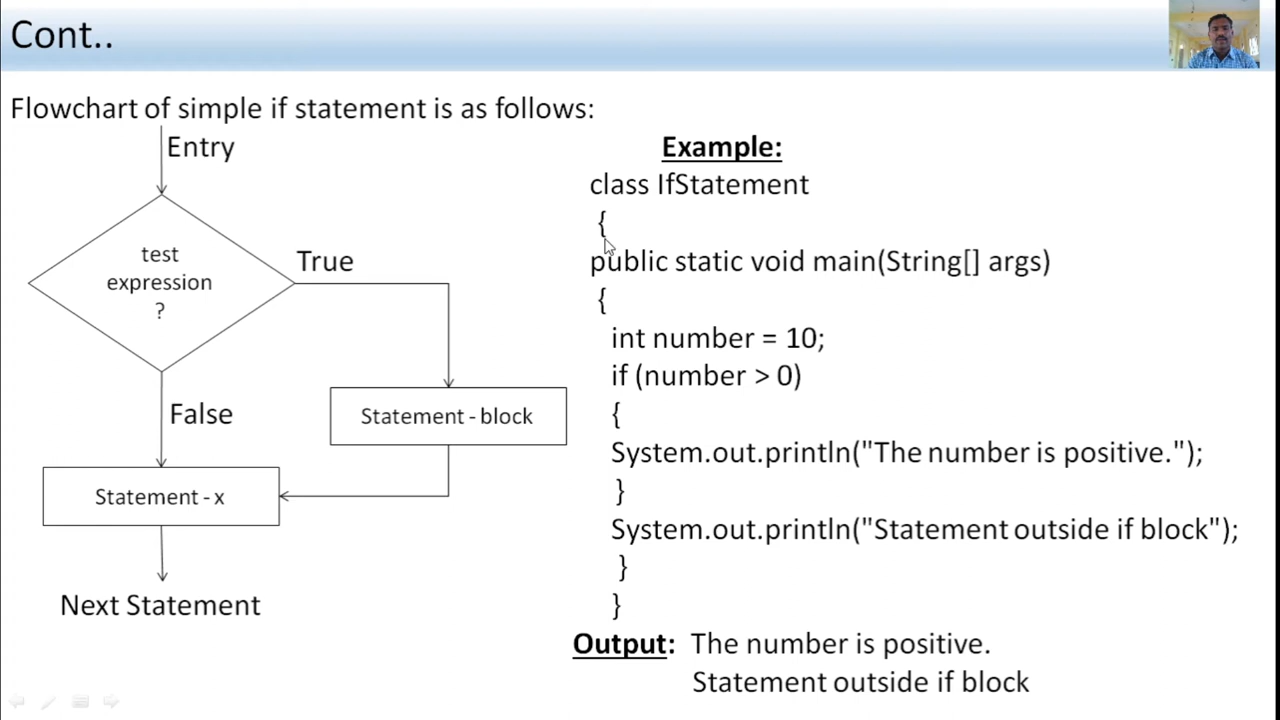 Cont..
Flowchart of simple if statement is as follows:
Entry
test
expression
?
True
False
Statement - block
Statement - x
Next Statement
Example:
class IfStatement
{
public static void main(String[] args)
{
int number = 10;
if (number > 0)
{
System.out.println("The number is positive.");
}
System.out.println("Statement outside if block");
}
}
Output: The number is positive.
Statement outside if block